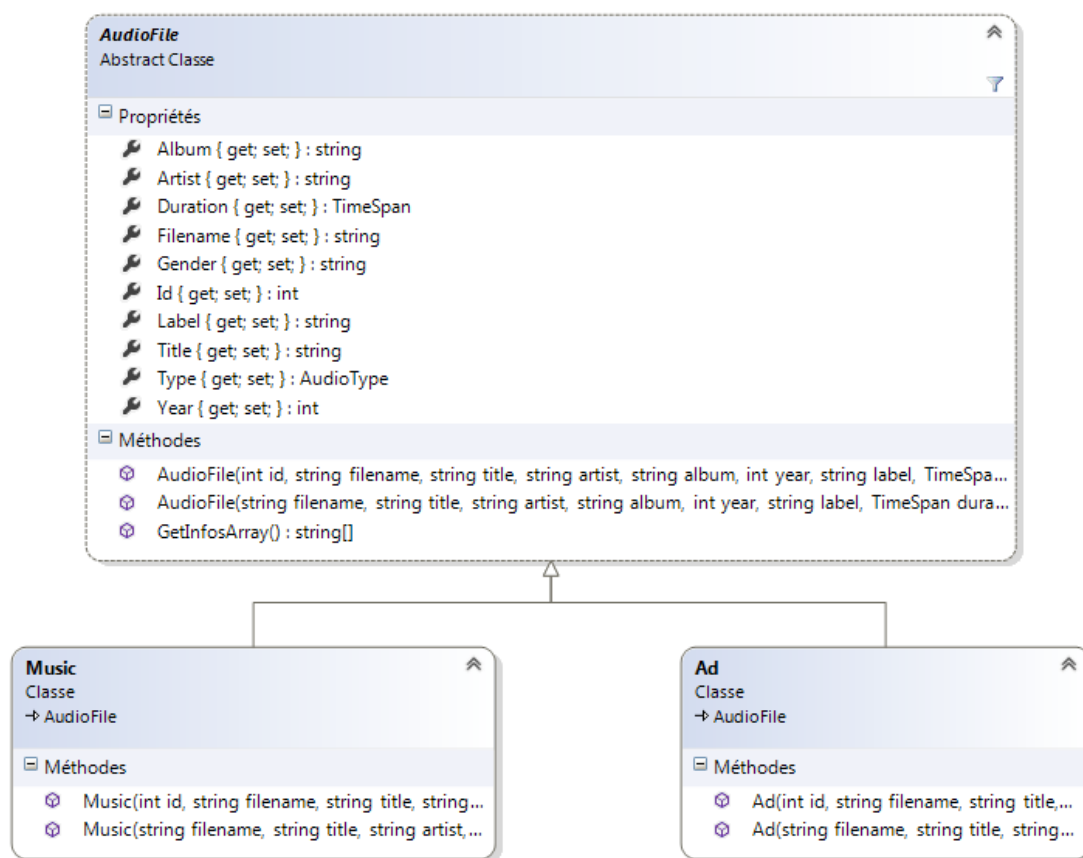 AudioFile
Abstract Classe
Propriétés
Album { get; set; } : string
Artist { get; set; } : string
Duration { get; set; } : TimeSpan
Filename { get; set; } : string
Gender { get; set; } : string
Id { get; set; } : int
Label { get; set; } : string
Title { get; set; } : string
Type { get; set; } : AudioType
Year { get; set; } : int
Méthodes
AudioFile(int id, string filename, string title, string artist, string album, int year, string label, TimeSpa...
AudioFile(string filename, string title, string artist, string album, int year, string label, TimeSpan dura...
GetInfosArray() : string[]
Music
Classe
AudioFile
Méthodes
Music(int id, string filename, string title, string...
Music(string filename, string title, string artist,...
Ad
Classe
AudioFile
Méthodes
Ad(int id, string filename, string title,...
Ad(string filename, string title, string...